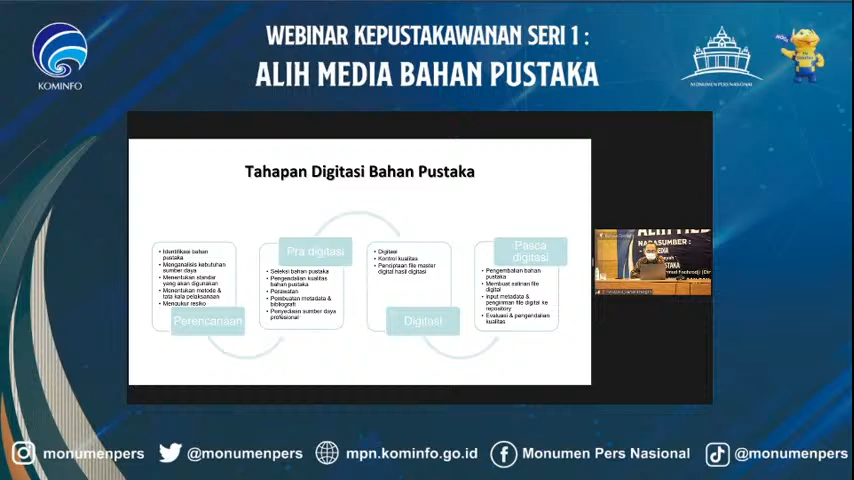 WEBINAR KEPUSTAKAWANAN SERI 1 :
ALIH MEDIA BAHAN PUSTAKA
KOMINFO
MONUMEN PERS NASIONAL
Tahapan Digitasi Bahan Pustaka
• Identifikasi bahan
pustaka
• Menganalisis kebutuhan
sumber daya
• Menentukan standar
yang akan digunakan
• Menentukan metode &
tata kala pelaksanaan
• Mengukur resiko
Perencanaan
Pra digitasi
• Seleksi bahan pustaka
• Pengendalian kualitas
bahan pustaka
• Perawatan
• Pembuatan metadata &
bibliografi
• Penyediaan sumber daya
profesional
• Digitasi
• Kontrol kualitas
• Penciptaan file master
digital hasil digitasi
Digitasi
Pasca
digitasi
• Pengembalian bahan
pustaka
• Membuat salinan file
digital
• Input metadata &
pengiriman file digital ke
repository
• Evaluasi & pengendalian
kualitas
NARASUMBER :
monumenpers
@monumenpers
mpn.kominfo.go.id
Monumen Pers Nasional
@monumenpers